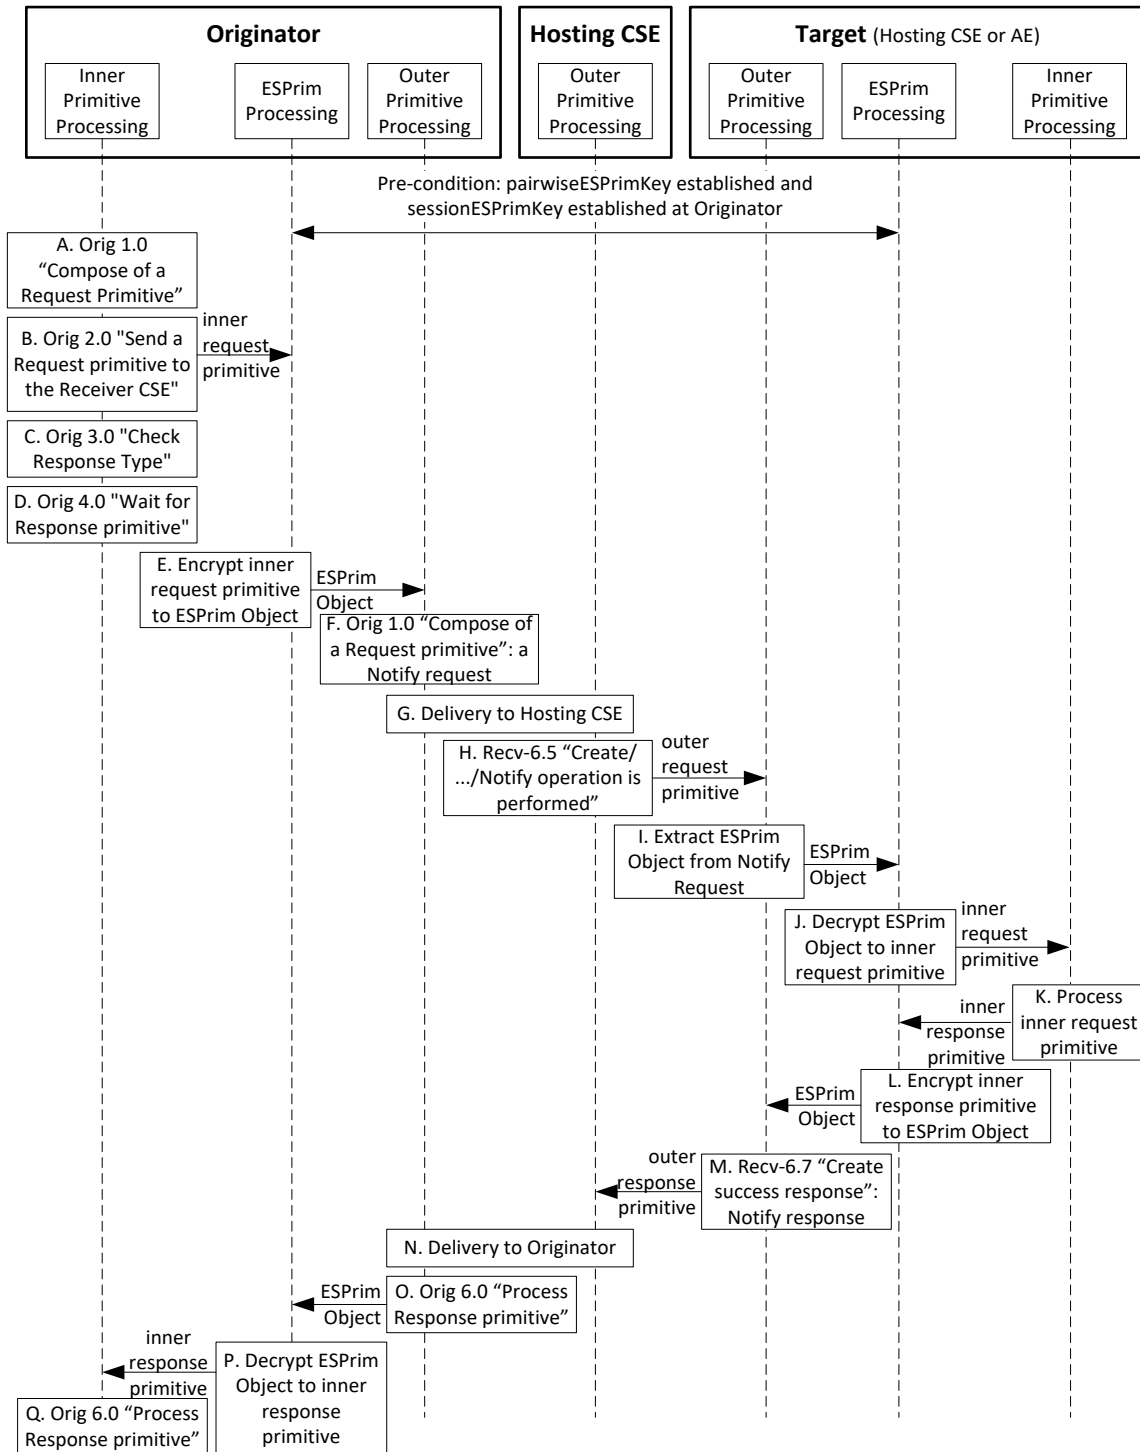 Originator
Hosting CSE
Target (Hosting CSE or AE)
Inner
Primitive
Processing
ESPrim
Processing
Outer
Primitive
Processing
Outer
Primitive
Processing
Outer
Primitive
Processing
ESPrim
Processing
Inner
Primitive
Processing
Pre-condition: pairwiseESPrimKey established and
sessionESPrimKey established at Originator
A. Orig 1.0
“Compose of a
Request Primitive”
B. Orig 2.0 "Send a
Request primitive to
the Receiver CSE"
inner
request
primitive
C. Orig 3.0 "Check
Response Type"
D. Orig 4.0 "Wait for
Response primitive"
E. Encrypt inner
request primitive
to ESPrim Object
ESPrim
Object
F. Orig 1.0 “Compose of
a Request primitive”: a
Notify request
G. Delivery to Hosting CSE
H. Recv-6.5 “Create/
.../Notify operation is
performed”
outer
request
primitive
I. Extract ESPrim
Object from Notify
Request
ESPrim
Object
J. Decrypt ESPrim
Object to inner
request primitive
inner
request
primitive
K. Process
inner request
primitive
inner
response
primitive
L. Encrypt inner
response primitive
to ESPrim Object
ESPrim
Object
M. Recv-6.7 “Create
success response”:
Notify response
outer
response
primitive
N. Delivery to Originator
O. Orig 6.0 “Process
Response primitive”
ESPrim
Object
P. Decrypt ESPrim
Object to inner
response
primitive
inner
response
primitive
Q. Orig 6.0 “Process
Response primitive”